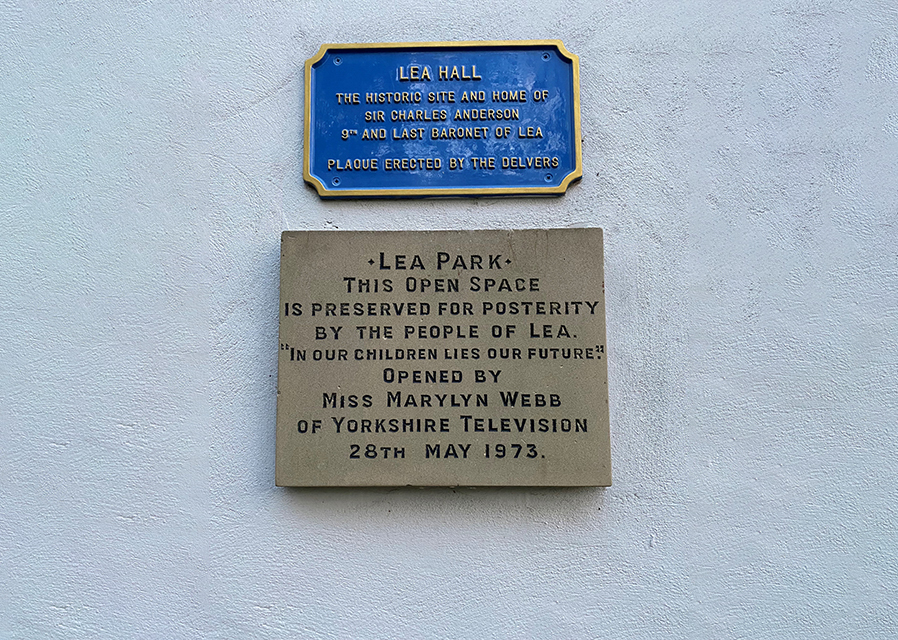 LEA HALL
THE HISTORIC SITE AND HOME OF
SIR CHARLES ANDERSON
9TH AND LAST BARONET OF LEA
PLAQUE ERECTED BY THE DELVERS
·LEA PARK·
THIS OPEN SPACE
IS PRESERVED FOR POSTERITY
BY THE PEOPLE OF LEA.
"IN OUR CHILDREN LIES OUR FUTURE."
OPENED BY
MISS MARYLYN WEBB
OF YORKSHIRE TELEVISION
28TH MAY 1973.